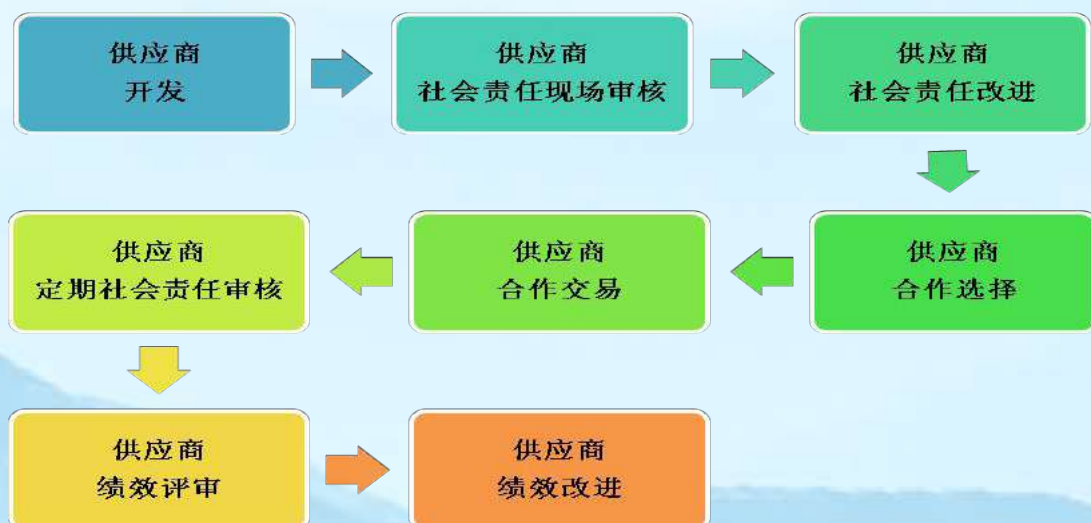 供应商
开发
供应商
社会责任现场审核
供应商
社会责任改进
供应商
合作选择
供应商
合作交易
供应商
定期社会责任审核
供应商
绩效评审
供应商
绩效改进